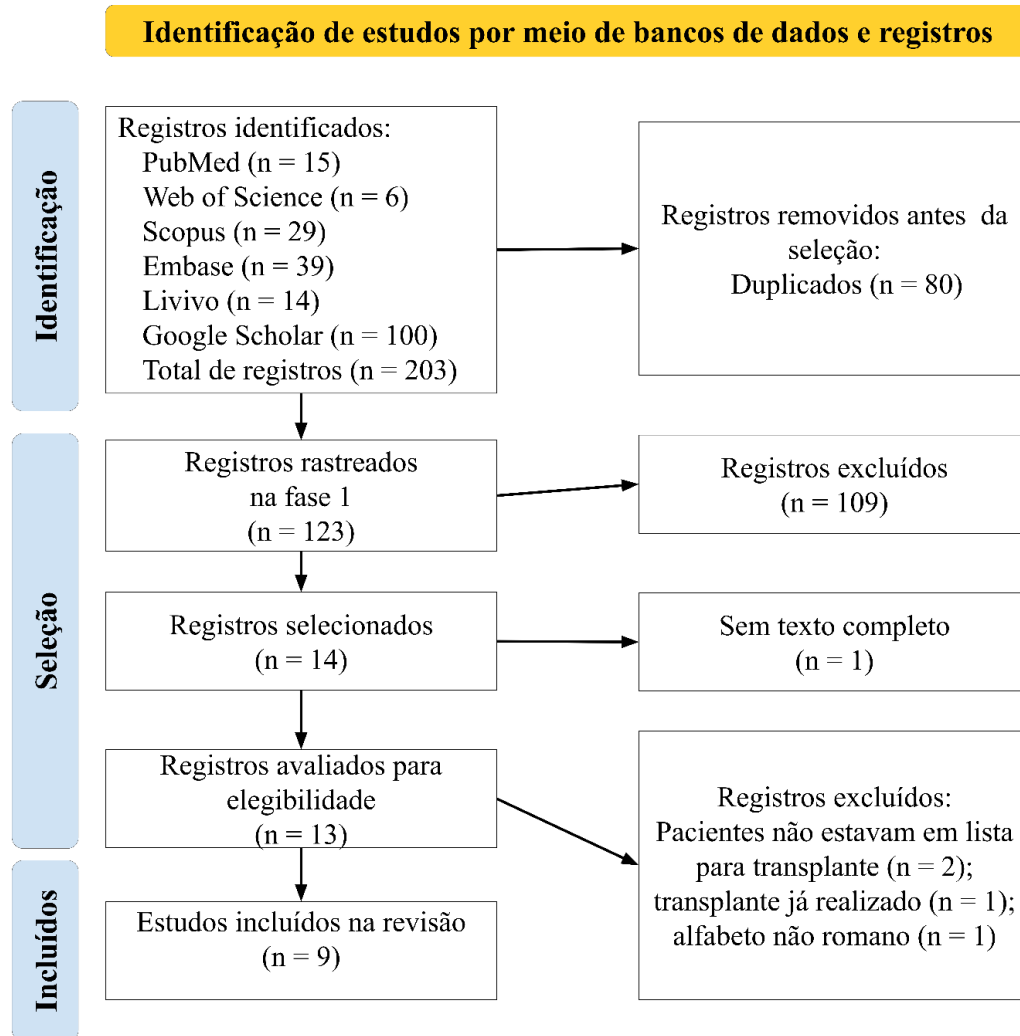 Identificação de estudos por meio de bancos de dados e registros
Identificação
Registros identificados:
PubMed (n = 15)
Web of Science (n = 6)
Scopus (n = 29)
Embase (n = 39)
Livivo (n = 14)
Google Scholar (n = 100)
Total de registros (n = 203)
Registros removidos antes da
seleção:
Duplicados (n = 80)
Seleção
Registros rastreados
na fase 1
(n = 123)
Registros excluídos
(n = 109)
Registros selecionados
(n = 14)
Sem texto completo
(n = 1)
Registros avaliados para
elegibilidade
(n = 13)
Registros excluídos:
Pacientes não estavam em lista
para transplante (n = 2);
transplante já realizado (n = 1);
alfabeto não romano (n = 1)
Incluídos
Estudos incluídos na revisão
(n = 9)